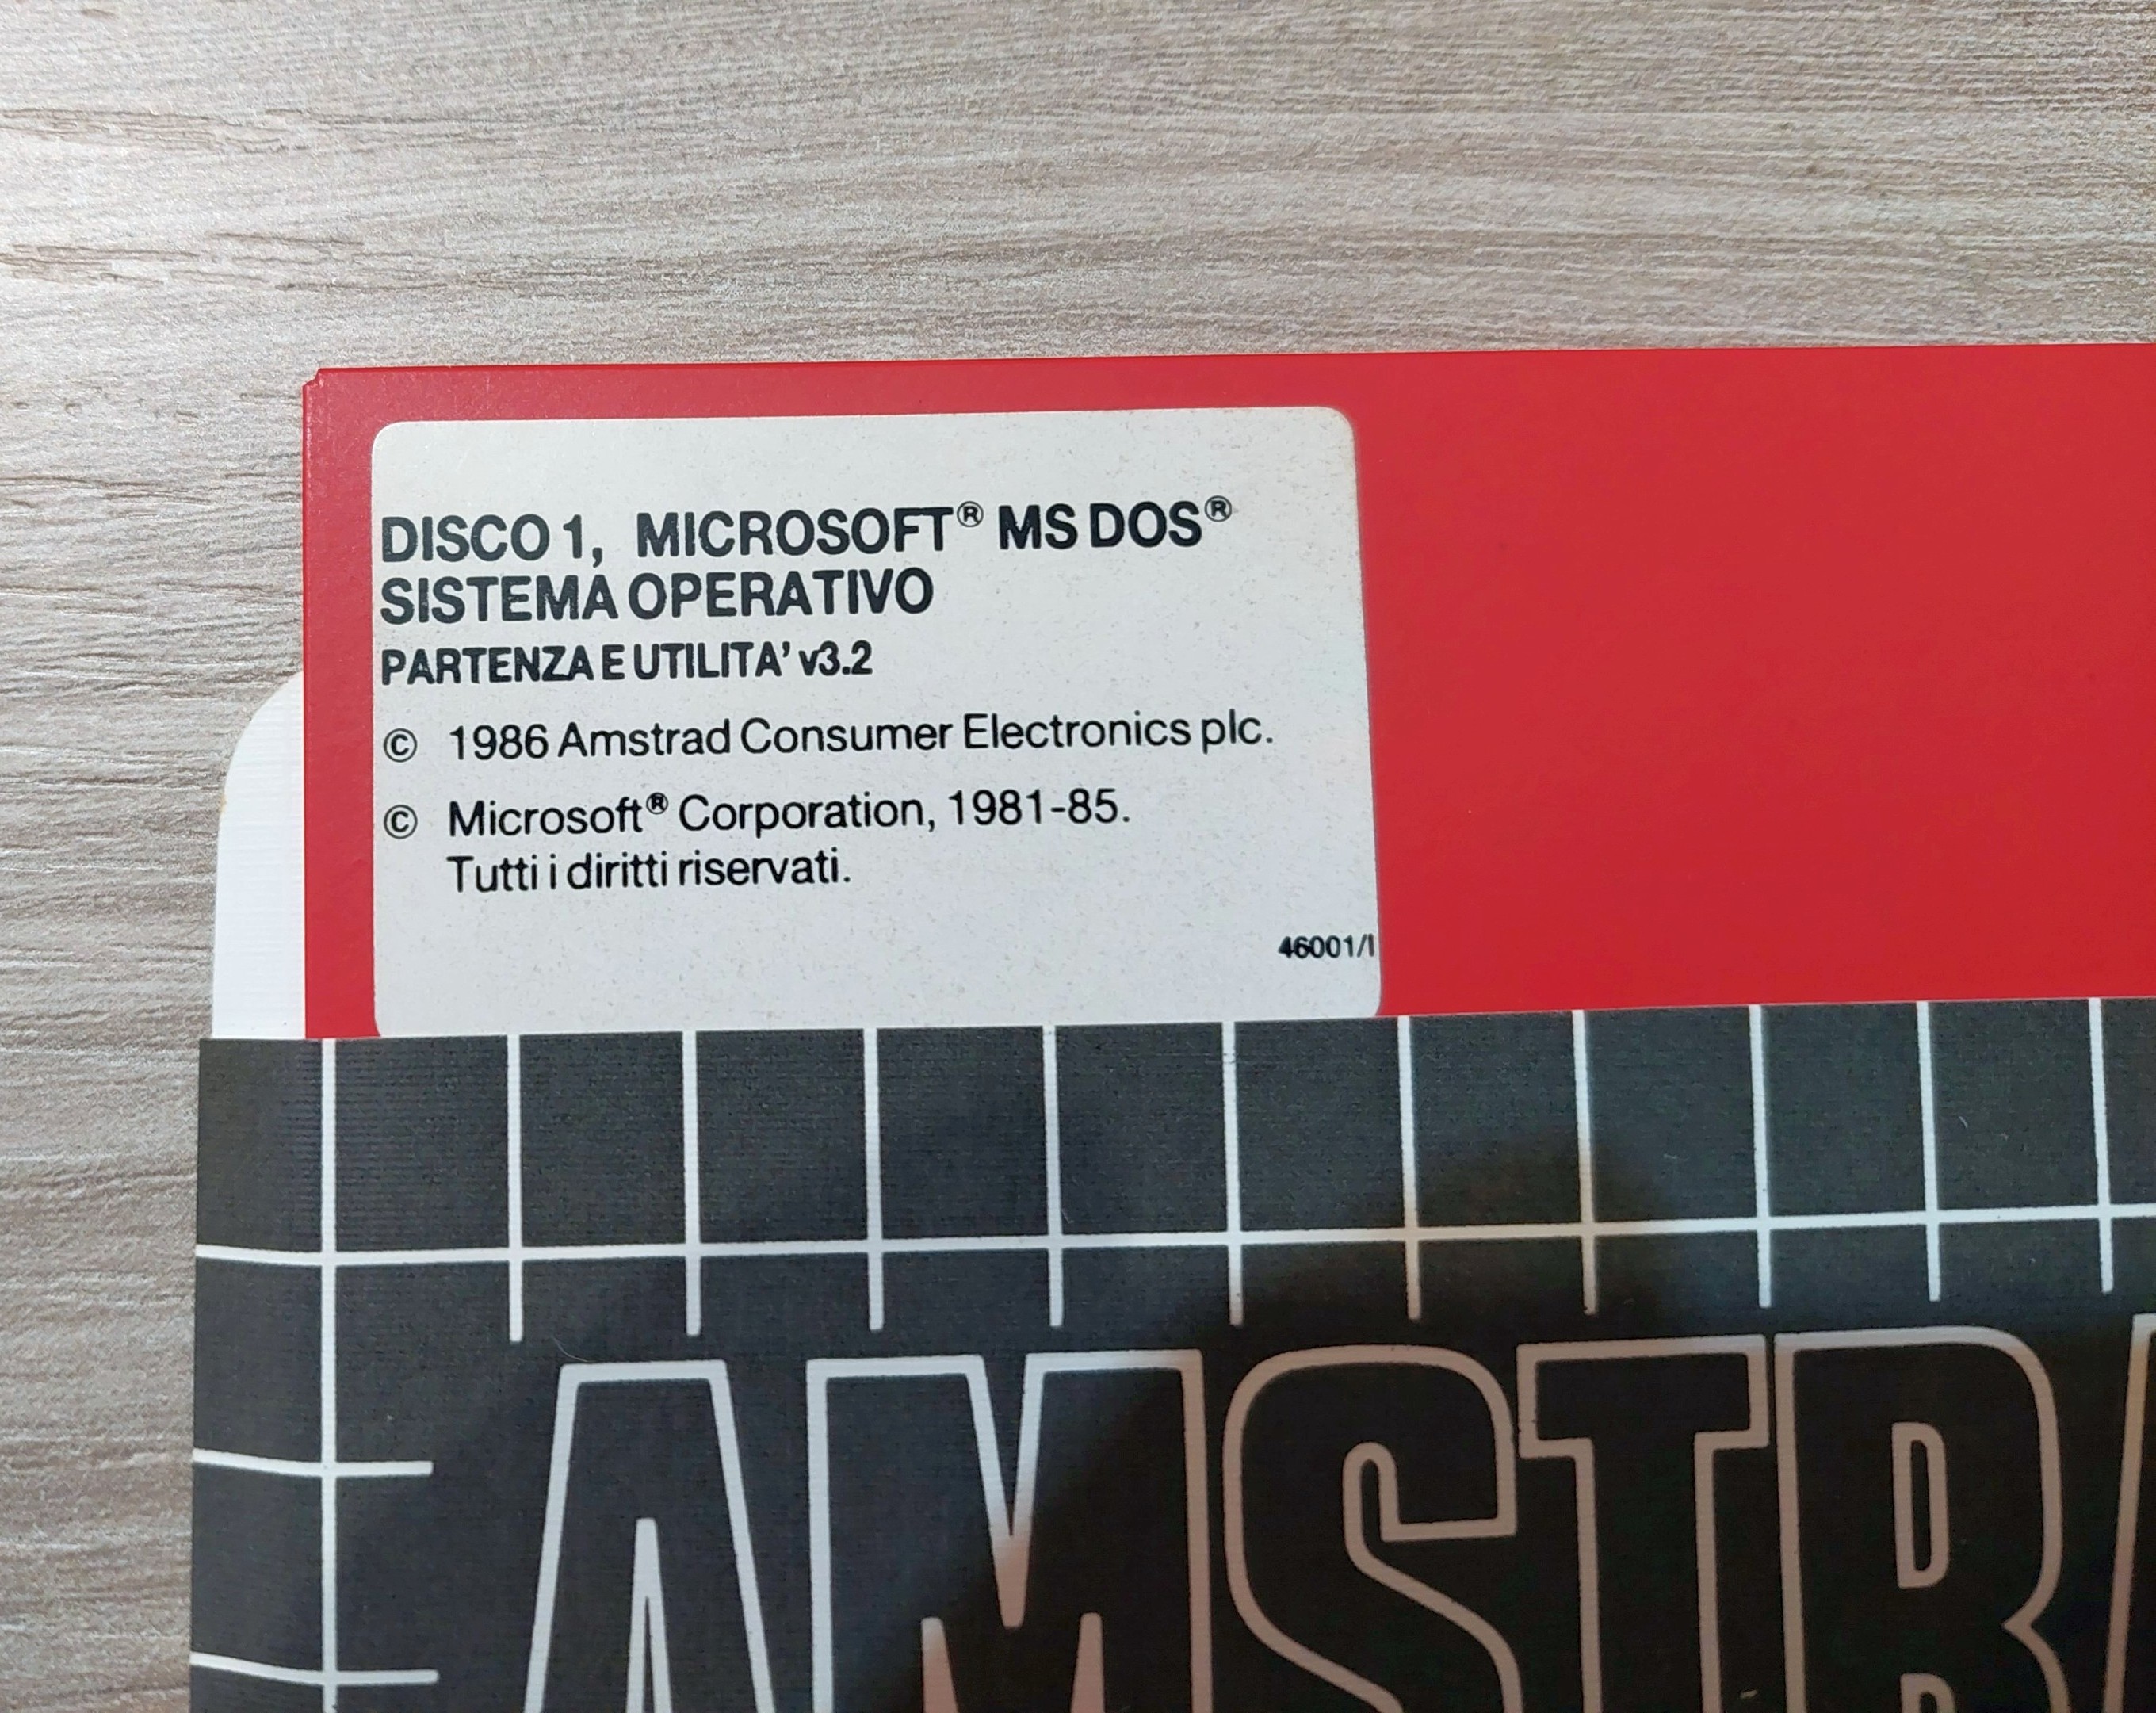 DISCO 1, MICROSOFT® MS DOS®
SISTEMA OPERATIVO
PARTENZA E UTILITA' v3.2
© 1986 Amstrad Consumer Electronics plc.
© Microsoft® Corporation, 1981-85.
Tutti i diritti riservati.
46001/I
AMSTRA